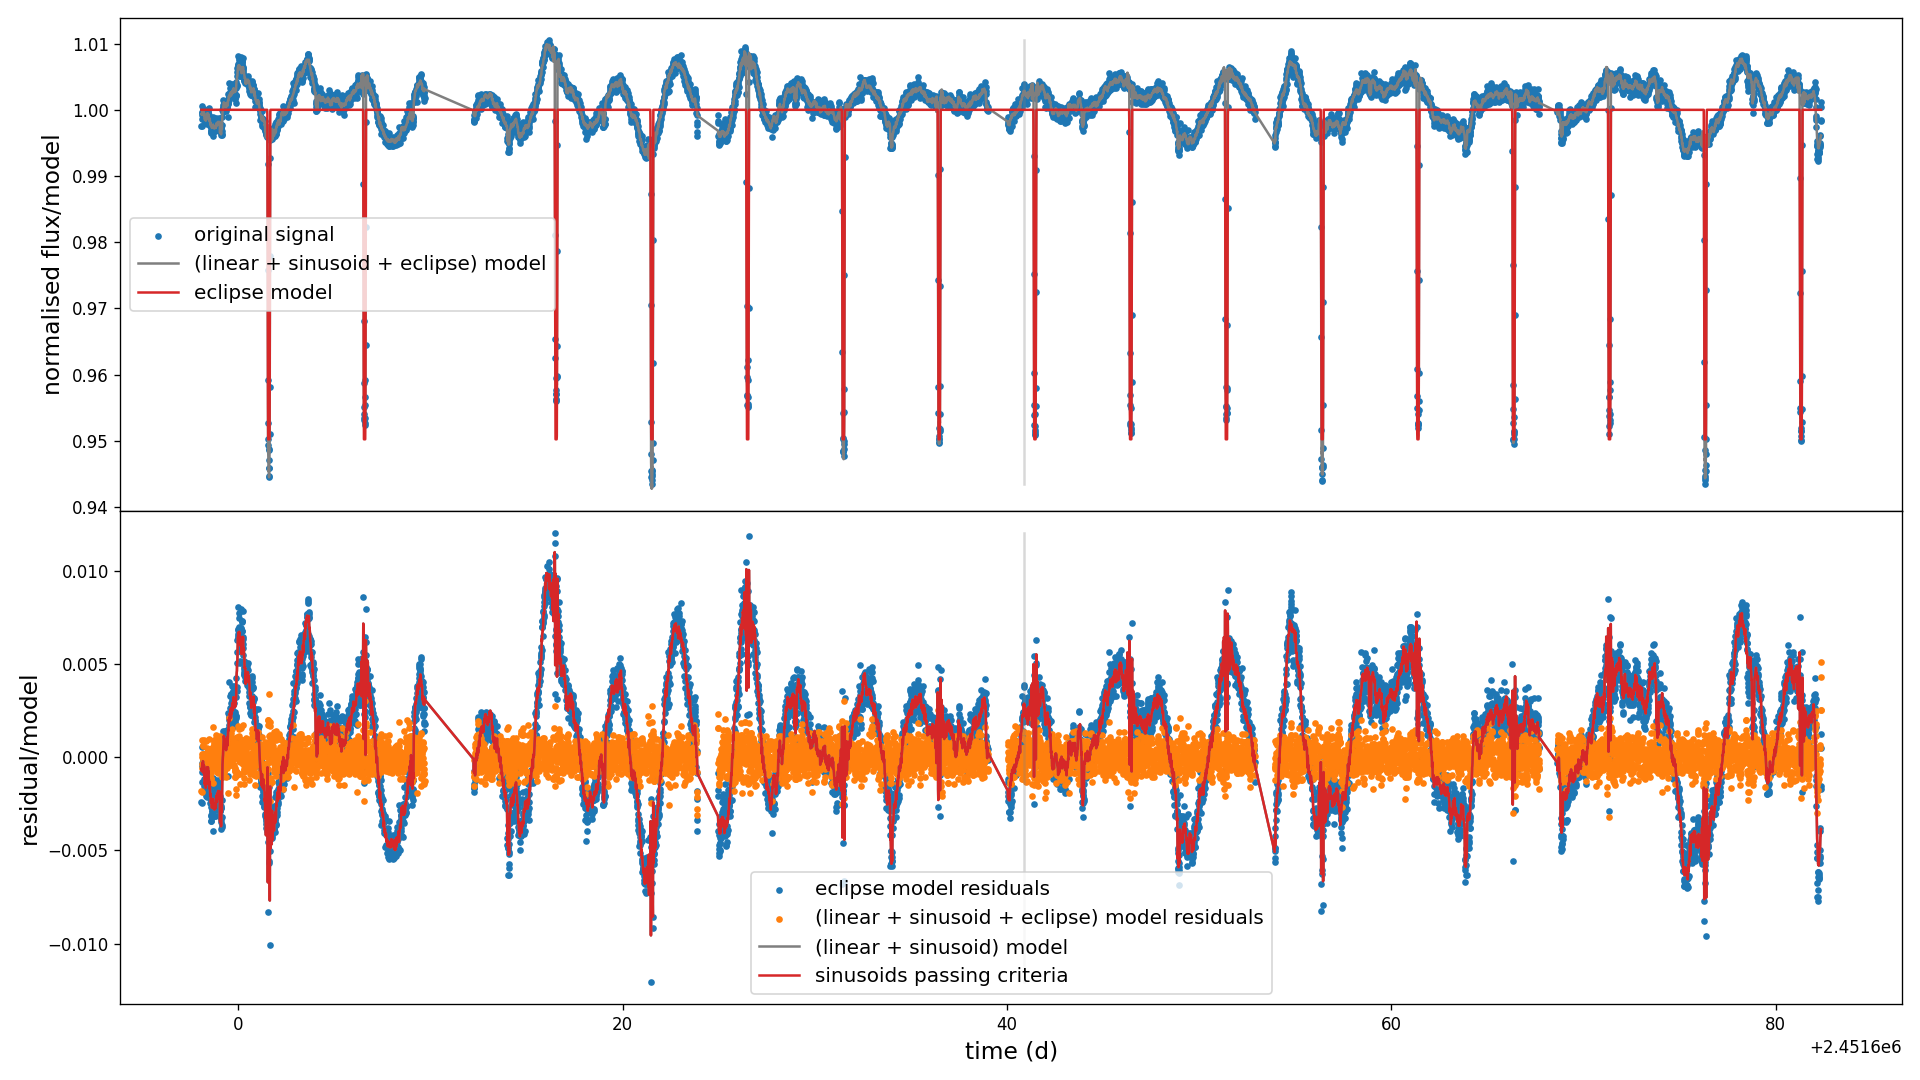 1.01
1.00
0.99
0.98
0.97
0.96
0.95
0.94
normalised flux/model
original signal
(linear + sinusoid + eclipse) model
eclipse model
0.010
0.005
0.000
−0.005
−0.010
residual/model
eclipse model residuals
(linear + sinusoid + eclipse) model residuals
(linear + sinusoid) model
sinusoids passing criteria
0
20
40
60
80
time (d)
+2.4516e6